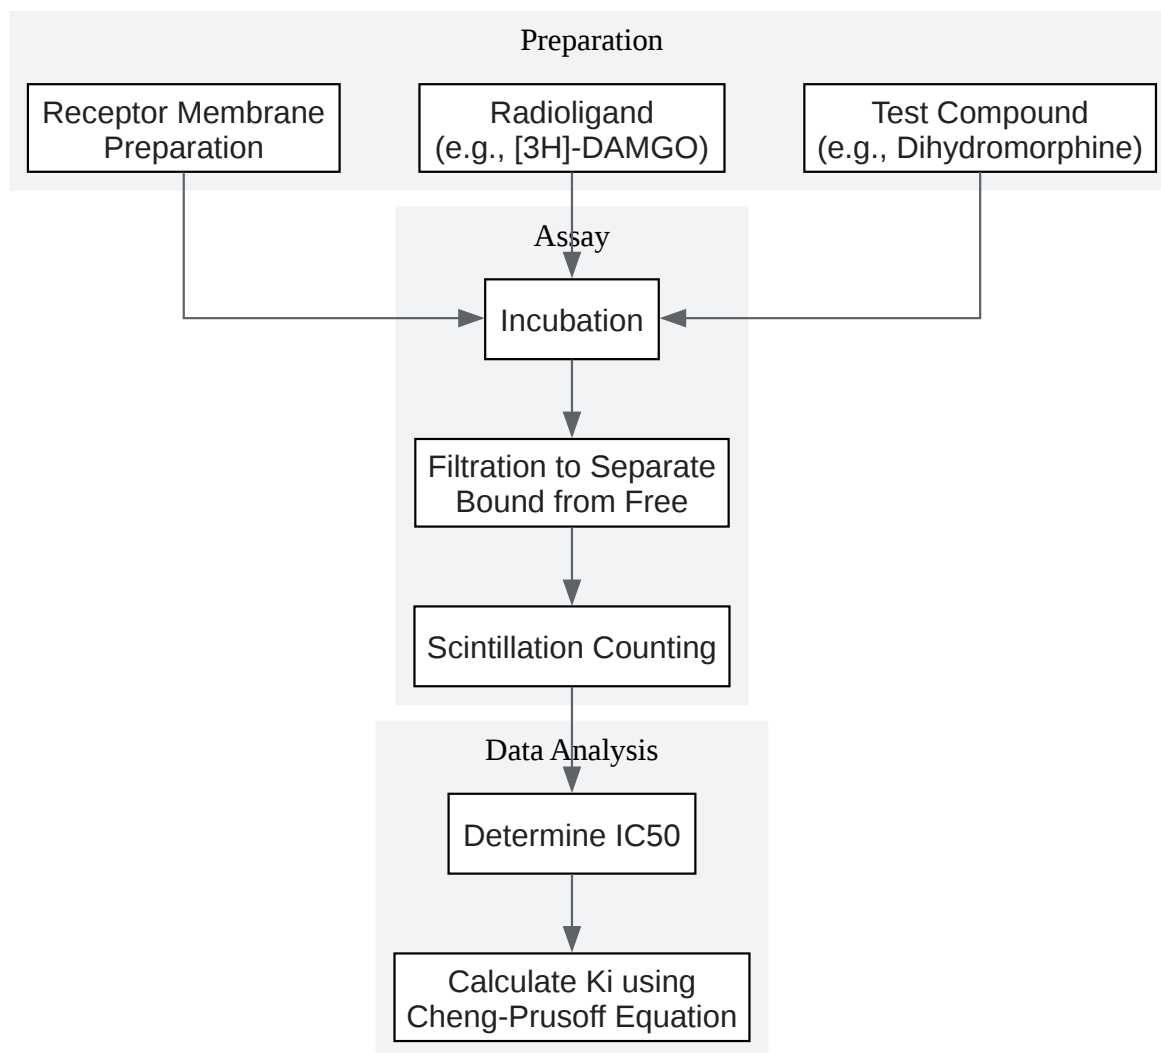 Preparation
Receptor Membrane
Preparation
Radioligand
(e.g., [3H]-DAMGO)
Test Compound
(e.g., Dihydromorphine)
Assay
Incubation
Filtration to Separate
Bound from Free
Scintillation Counting
Data Analysis
Determine IC50
Calculate Ki using
Cheng-Prusoff Equation